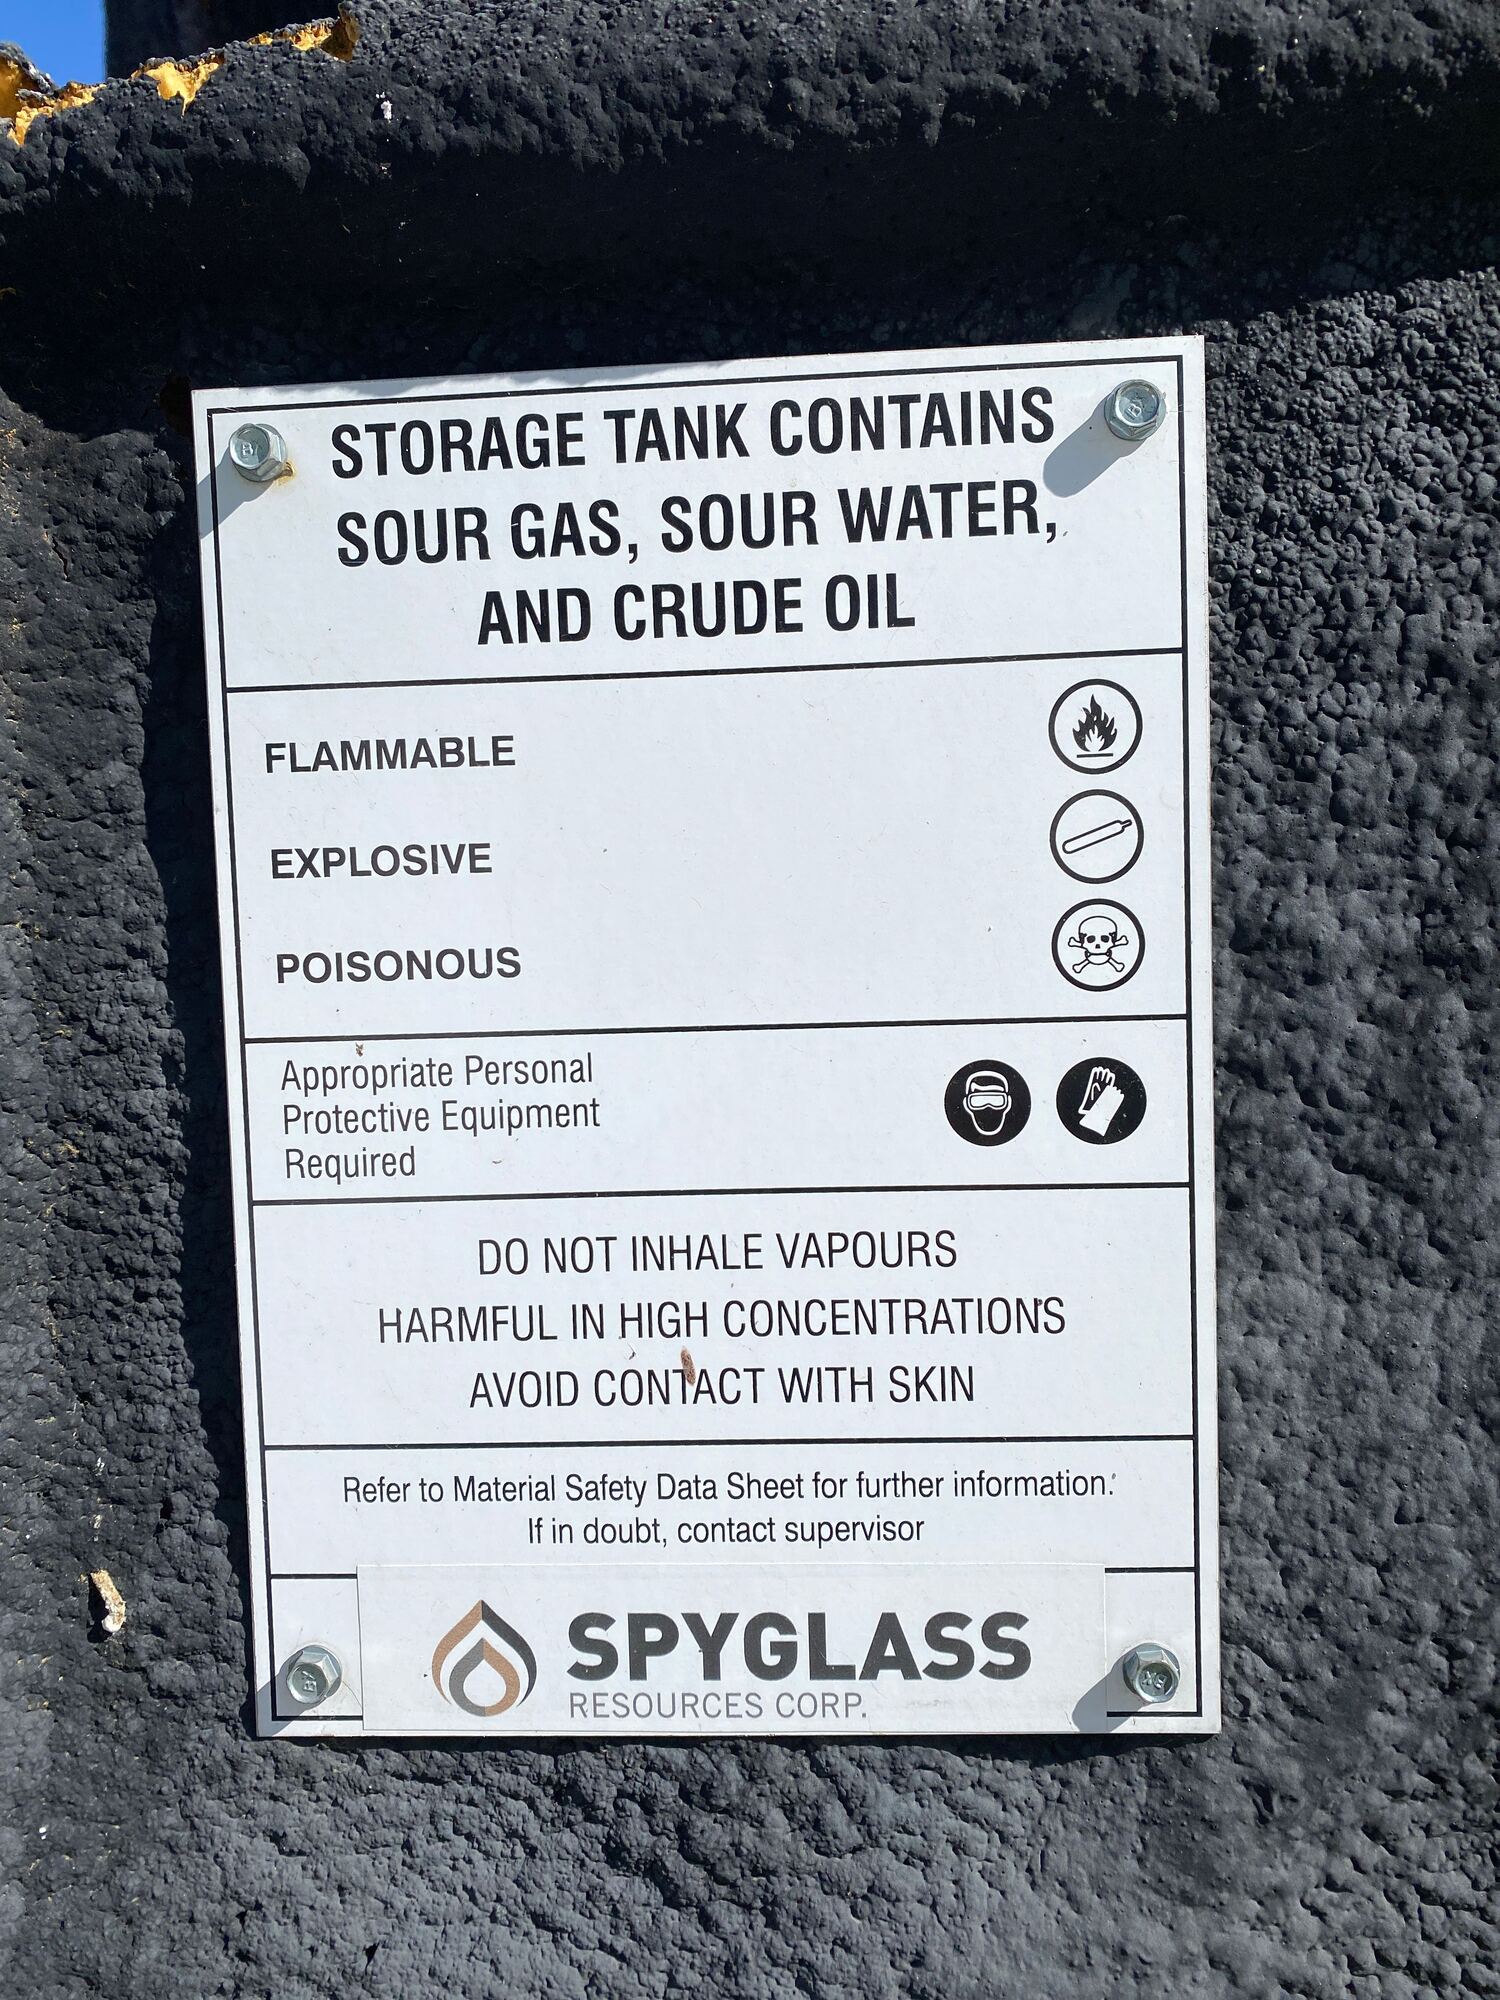 STORAGE TANK CONTAINS
SOUR GAS, SOUR WATER,
AND CRUDE OIL
FLAMMABLE
EXPLOSIVE
POISONOUS
Appropriate Personal
Protective Equipment
Required
DO NOT INHALE VAPOURS
HARMFUL IN HIGH CONCENTRATIONS
AVOID CONTACT WITH SKIN
Refer to Material Safety Data Sheet for further information.
If in doubt, contact supervisor
SPYGLASS
RESOURCES CORP.